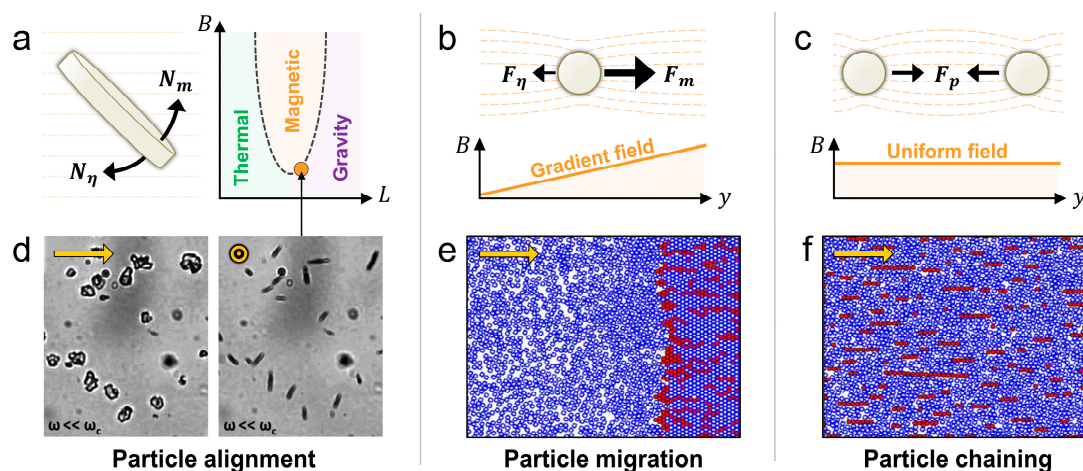 a
N_m
N_η
B
Thermal
Magnetic
Gravity
L
b
F_η
F_m
B
Gradient field
y
c
F_p
B
Uniform field
y
d
ω << ω_c
ω << ω_c
Particle alignment
e
Particle migration
f
Particle chaining